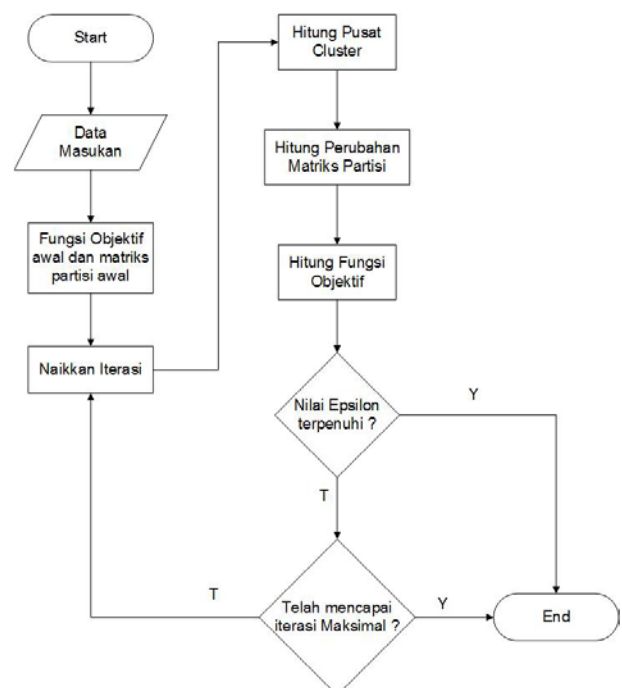 Start
Data
Masukan
Fungsi Objektif
awal dan matriks
partisi awal
Naikkan Iterasi
Hitung Pusat
Cluster
Hitung Perubahan
Matriks Partisi
Hitung Fungsi
Objektif
Nilai Epsilon
terpenuhi ?
Y
T
Telah mencapai
iterasi Maksimal ?
T
Y
End